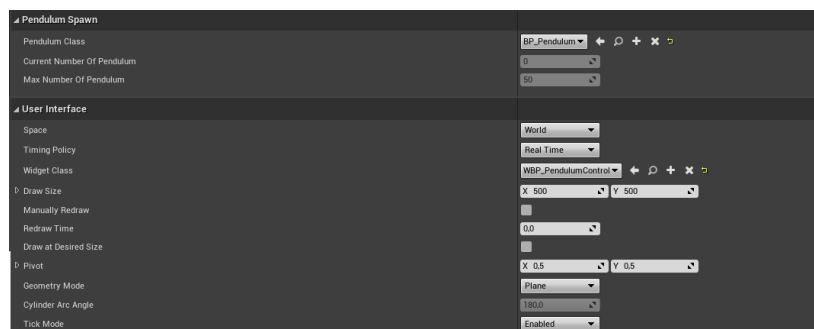 Pendulum Spawn
Pendulum Class BP_Pendulum
Current Number Of Pendulum 0
Max Number Of Pendulum 50
User Interface
Space World
Timing Policy Real Time
Widget Class WBP_PendulumControl
Draw Size X 500 Y 500
Manually Redraw
Redraw Time 0,0
Draw at Desired Size
Pivot X 0,5 Y 0,5
Geometry Mode Plane
Cylinder Arc Angle 180,0
Tick Mode Enabled